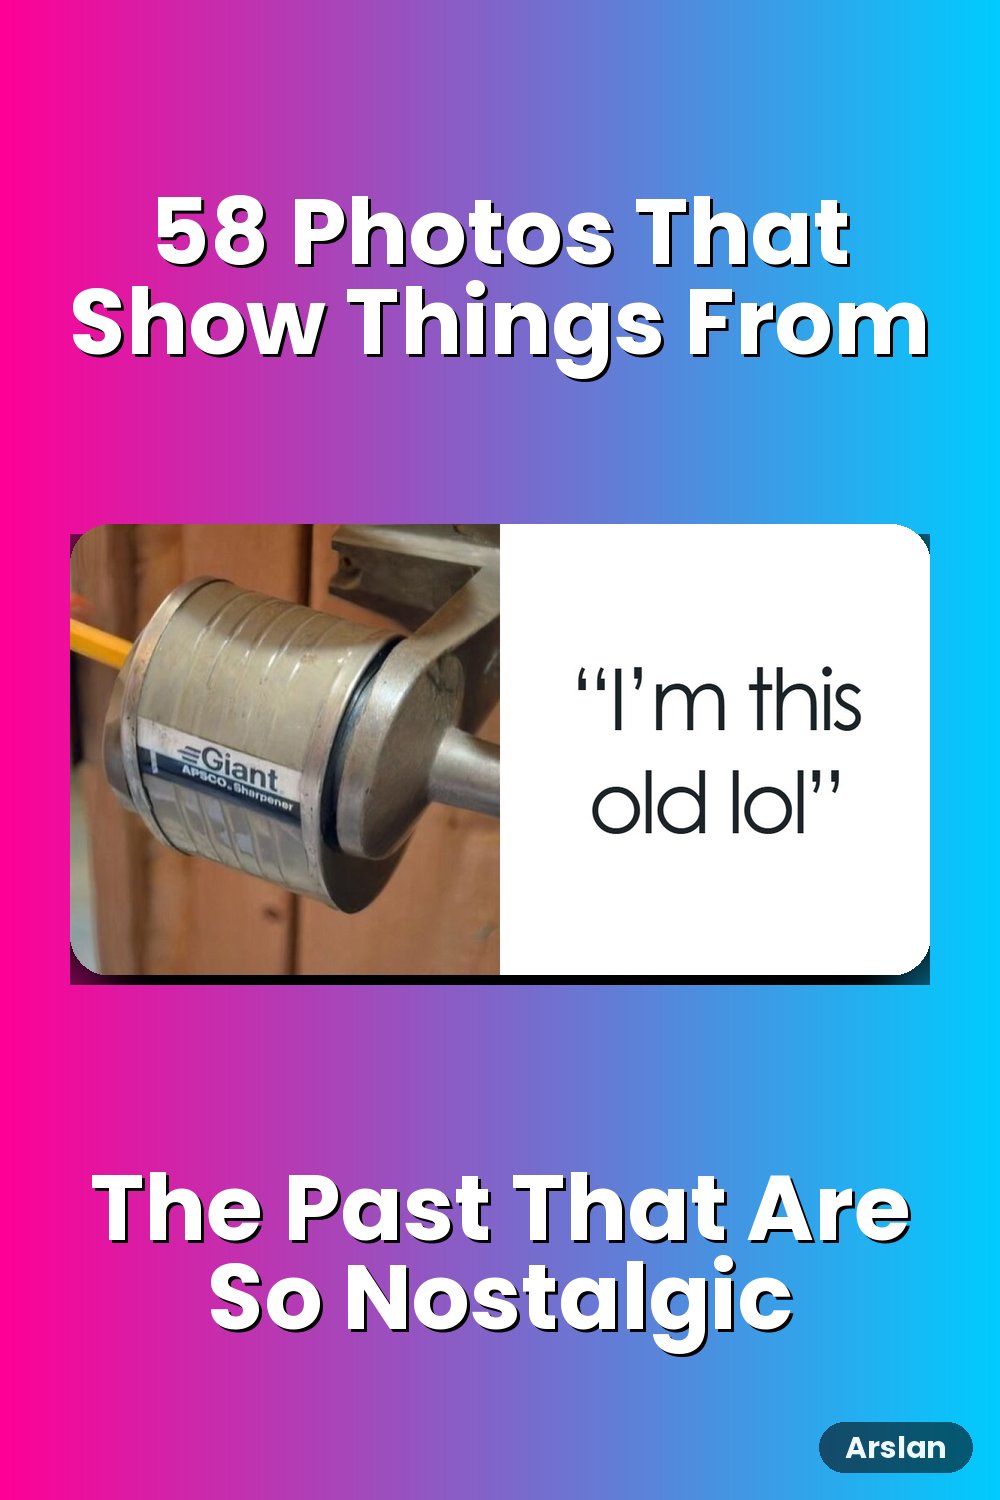 58 Photos That
Show Things From
Giant
APSCO® Sharpener
“I’m this
old lol”
The Past That Are
So Nostalgic
Arslan